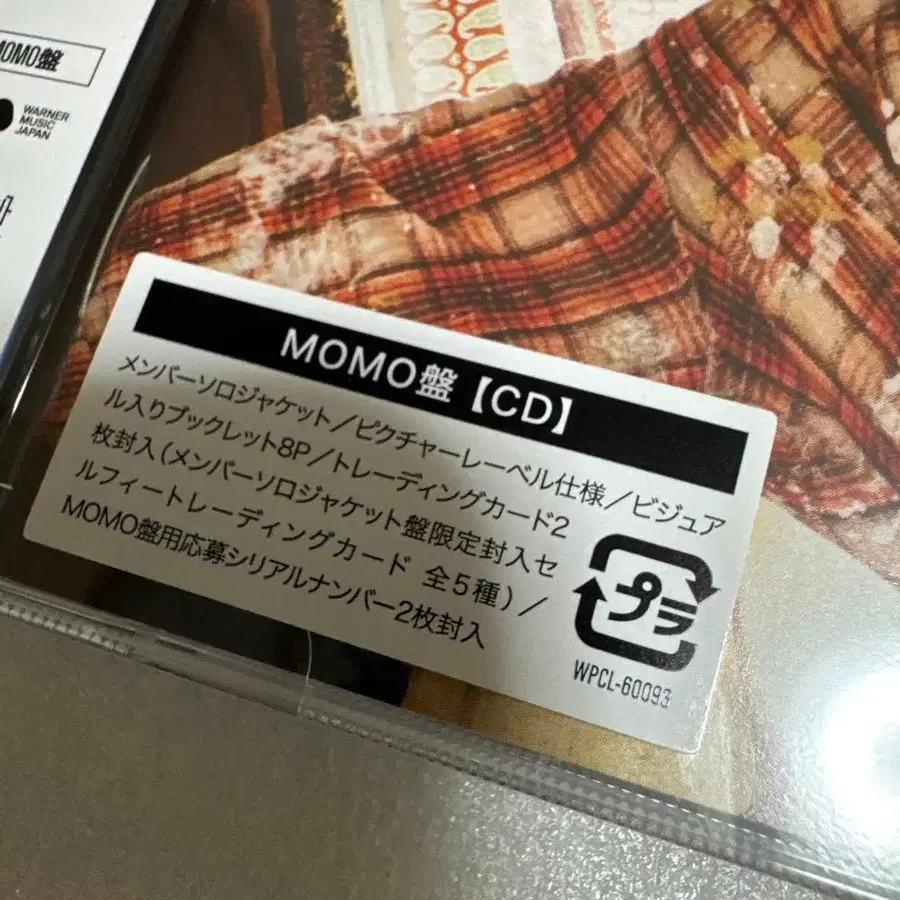 MOMO盤
WARNER
MUSIC
JAPAN
MOMO盤【CD】
メンバーソロジャケット／ピクチャーレーベル仕様／ビジュア
ル入りブックレット8P／トレーディングカード2
枚封入（メンバーソロジャケット盤限定封入セ
ルフィートレーディングカード 全5種）／
MOMO盤用応募シリアルナンバー2枚封入
プラ
WPCL-60093